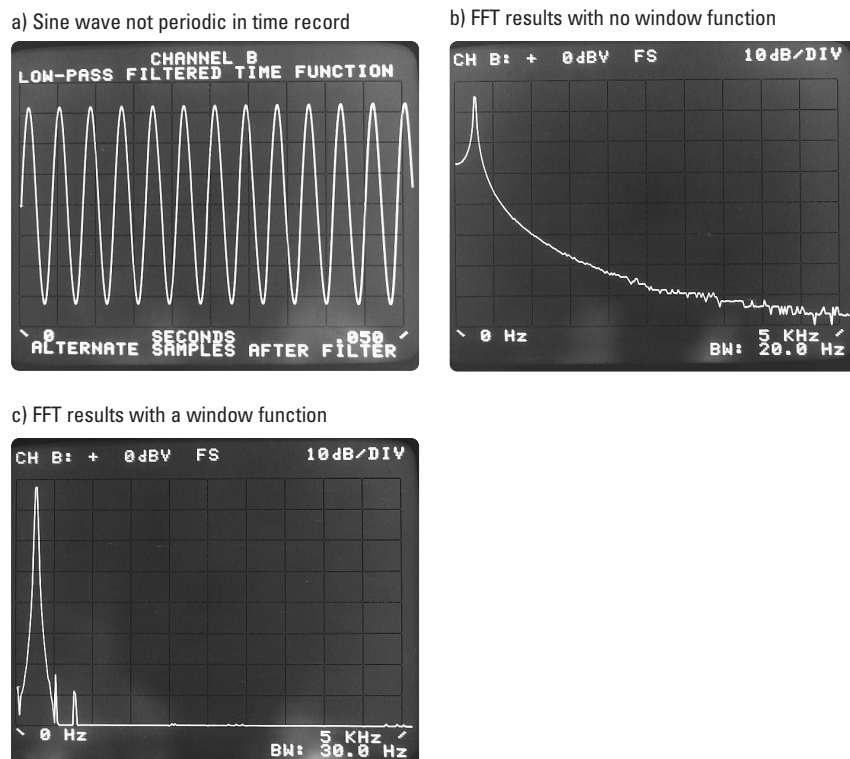 a) Sine wave not periodic in time record
CHANNEL B
LOW-PASS FILTERED TIME FUNCTION
0 SECONDS .050
ALTERNATE SAMPLES AFTER FILTER
b) FFT results with no window function
CH B: + 0dBV FS 10dB/DIV
0 Hz 5 KHz
BW: 20.0 Hz
c) FFT results with a window function
CH B: + 0dBV FS 10dB/DIV
0 Hz 5 KHz
BW: 30.0 Hz